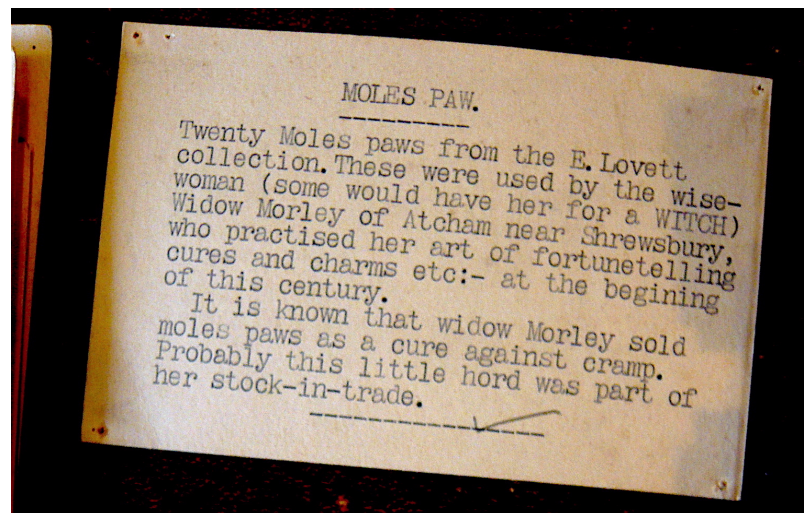 MOLES PAW.
Twenty Moles paws from the E. Lovett
collection. These were used by the wise-
woman (some would have her for a WITCH)
Widow Morley of Atcham near Shrewsbury,
who practised her art of fortunetelling
cures and charms etc:- at the begining
of this century.
It is known that widow Morley sold
moles paws as a cure against cramp.
Probably this little hord was part of
her stock-in-trade.